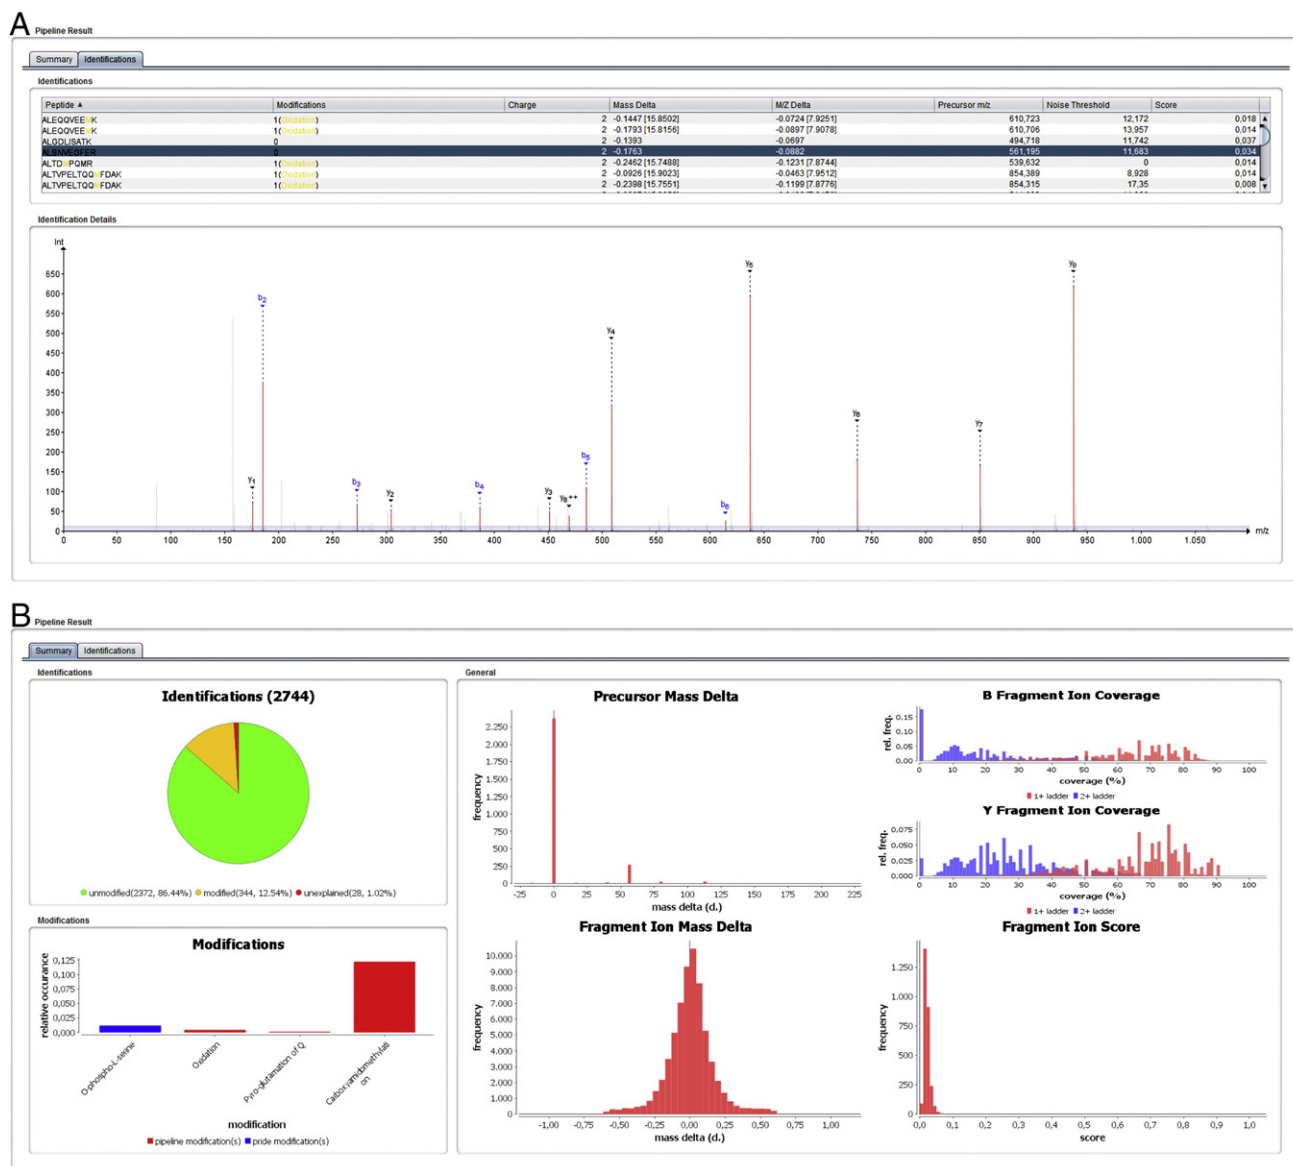 A
Pipeline Result
Summary Identifications
Identifications
Peptide ▲ Modifications Charge Mass Delta M/Z Delta Precursor m/z Noise Threshold Score
ALEQQVEEMK 1(Oxidation) 2 -0.1447 [15.8502] -0.0724 [7.9251] 610,723 12,172 0,018
ALEQQVEEMK 1(Oxidation) 2 -0.1793 [15.8156] -0.0897 [7.9078] 610,706 13,957 0,014
ALGDLISATK 0 2 -0.1393 -0.0697 494,718 11,742 0,037
ALSNVEGFER 0 2 -0.1763 -0.0882 561,195 11,683 0,034
ALTDMPQMR 1(Oxidation) 2 -0.2462 [15.7488] -0.1231 [7.8744] 539,632 0 0,014
ALTVPELTQQMFDAK 1(Oxidation) 2 -0.0926 [15.9023] -0.0463 [7.9512] 854,389 8,928 0,014
ALTVPELTQQMFDAK 1(Oxidation) 2 -0.2398 [15.7551] -0.1199 [7.8776] 854,315 17,35 0,008
Identification Details
Int
650
600
550
500
450
400
350
300
250
200
150
100
50
0
y1 b2 b3 y2 b4 y3 y8++ b5 y4 b6 y5 y6 y7 y8
0 50 100 150 200 250 300 350 400 450 500 550 600 650 700 750 800 850 900 950 1.000 1.050 m/z
B
Pipeline Result
Summary Identifications
Identifications
Identifications (2744)
unmodified(2372, 86.44%) modified(344, 12.54%) unexplained(28, 1.02%)
Modifications
Modifications
relative occurance
0,125
0,100
0,075
0,050
0,025
0,000
O-phospho-L-serine
Oxidation
Pyro-glutamation of Q
Carboxyamidomethylati
on
modification
pipeline modification(s) pride modification(s)
General
Precursor Mass Delta
frequency
2.250
2.000
1.750
1.500
1.250
1.000
750
500
250
0
-25 0 25 50 75 100 125 150 175 200 225
mass delta (d.)
B Fragment Ion Coverage
rel. freq.
0.15
0.10
0.05
0.00
0 10 20 30 40 50 60 70 80 90 100
coverage (%)
1+ ladder 2+ ladder
Y Fragment Ion Coverage
rel. freq.
0.075
0.050
0.025
0.000
0 10 20 30 40 50 60 70 80 90 100
coverage (%)
1+ ladder 2+ ladder
Fragment Ion Mass Delta
frequency
10.000
9.000
8.000
7.000
6.000
5.000
4.000
3.000
2.000
1.000
0
-1,00 -0,75 -0,50 -0,25 0,00 0,25 0,50 0,75 1,00
mass delta (d.)
Fragment Ion Score
frequency
1.250
1.000
750
500
250
0
0,0 0,1 0,2 0,3 0,4 0,5 0,6 0,7 0,8 0,9 1,0
score